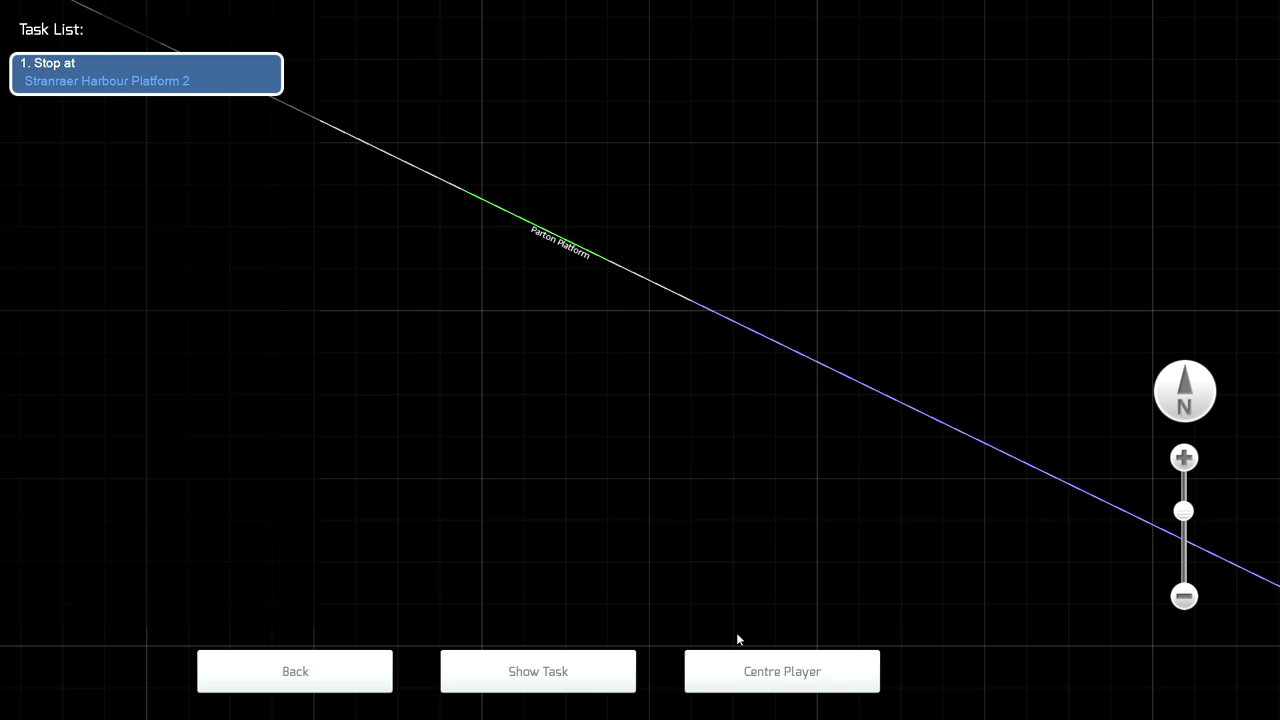 Task List:
1. Stop at
Stranraer Harbour Platform 2
Parton Platform
N
Back
Show Task
Centre Player